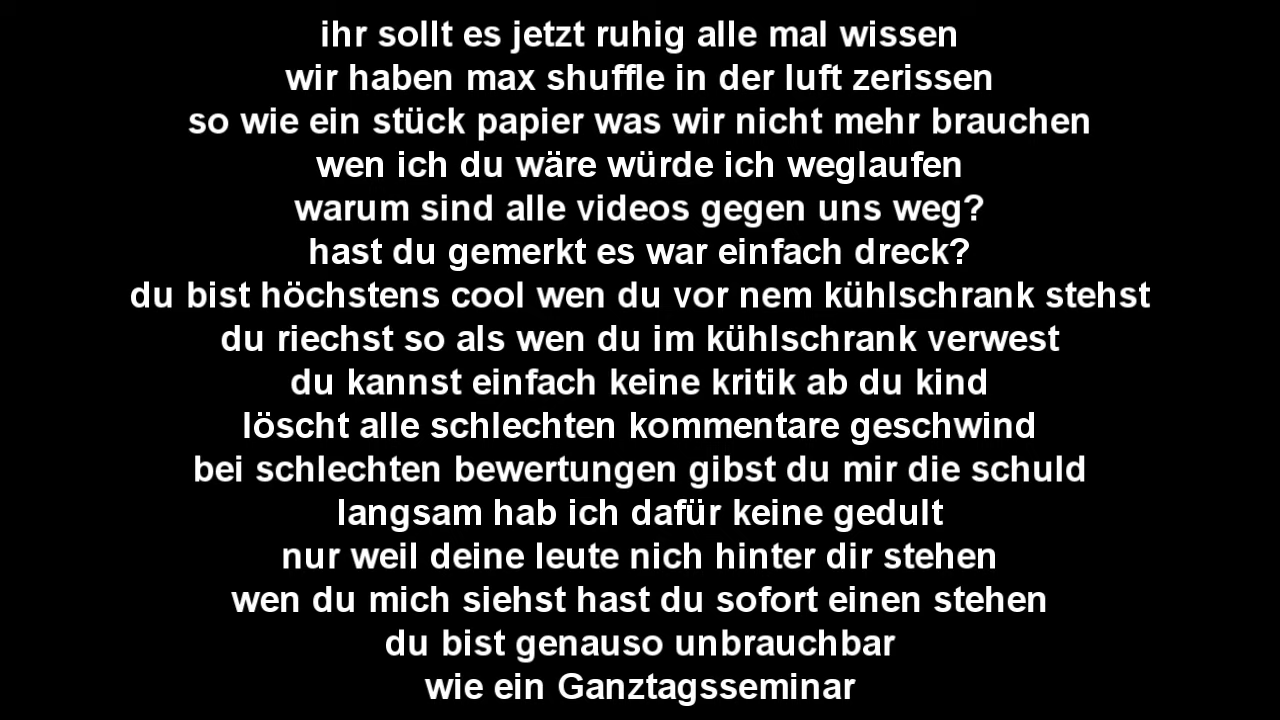 ihr sollt es jetzt ruhig alle mal wissen
wir haben max shuffle in der luft zerissen
so wie ein stück papier was wir nicht mehr brauchen
wen ich du wäre würde ich weglaufen
warum sind alle videos gegen uns weg?
hast du gemerkt es war einfach dreck?
du bist höchstens cool wen du vor nem kühlschrank stehst
du riechst so als wen du im kühlschrank verwest
du kannst einfach keine kritik ab du kind
löscht alle schlechten kommentare geschwind
bei schlechten bewertungen gibst du mir die schuld
langsam hab ich dafür keine gedult
nur weil deine leute nich hinter dir stehen
wen du mich siehst hast du sofort einen stehen
du bist genauso unbrauchbar
wie ein Ganztagsseminar